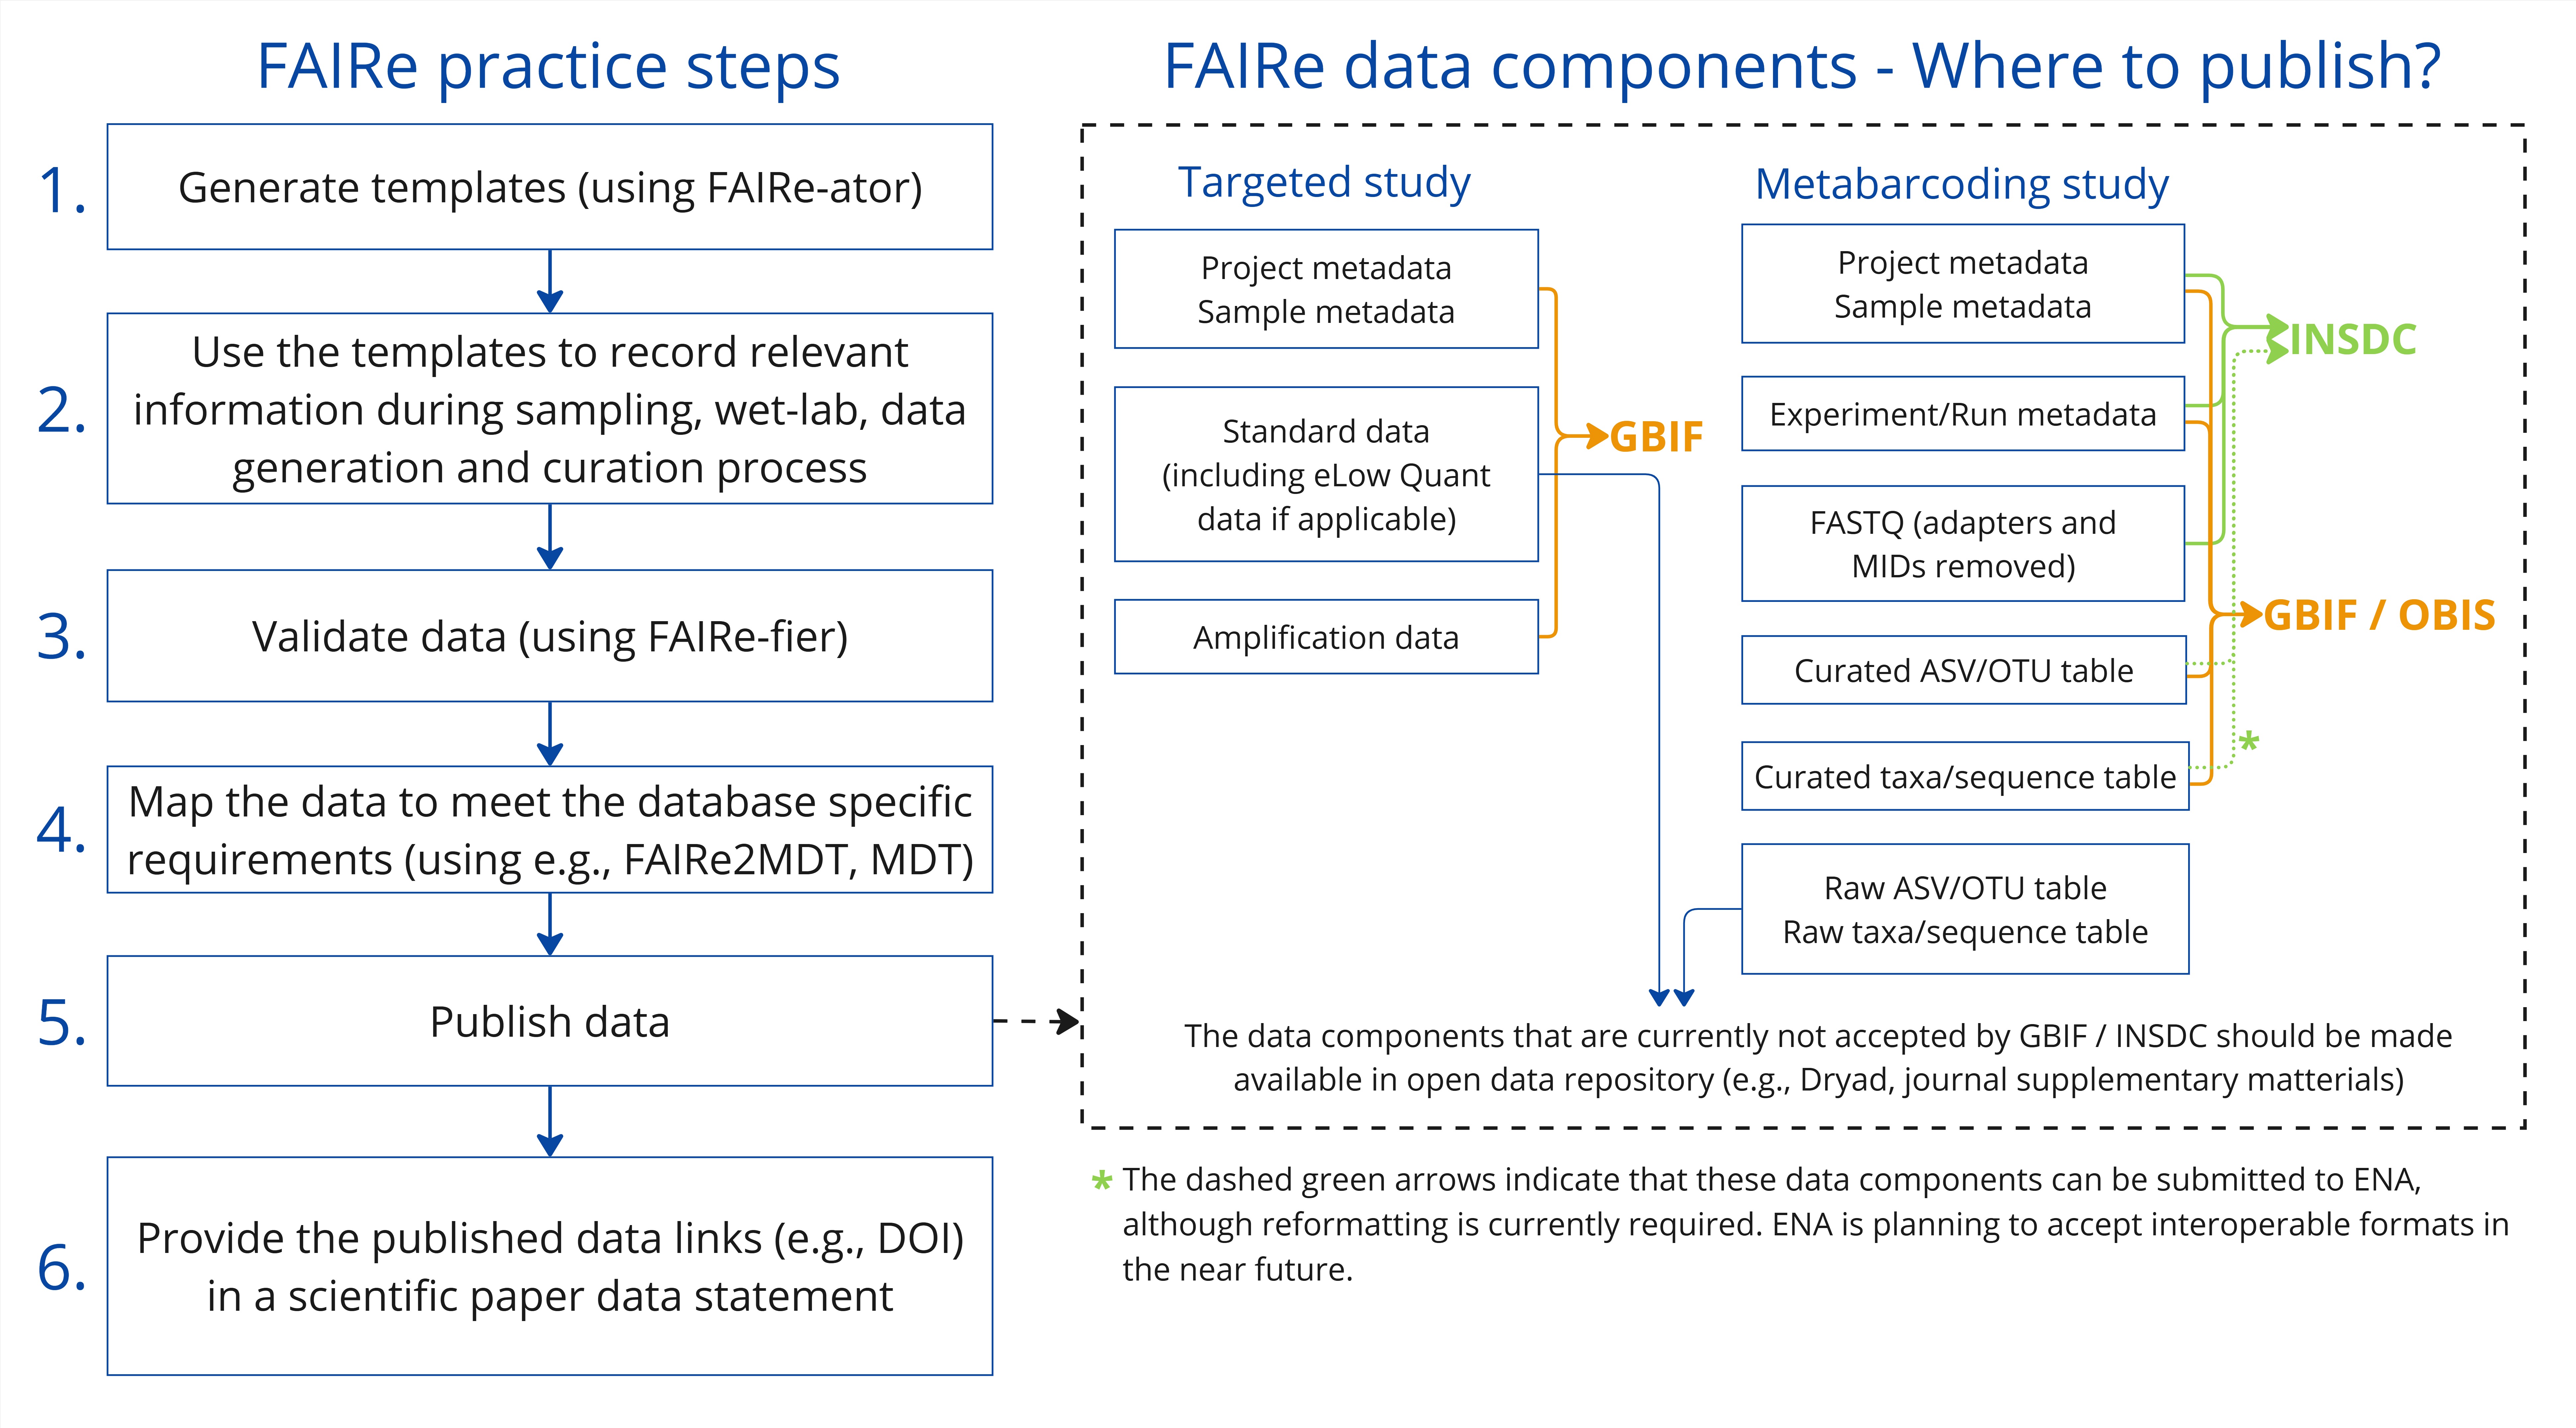 FAIRe practice steps
1.
Generate templates (using FAIRe-ator)
2.
Use the templates to record relevant
information during sampling, wet-lab, data
generation and curation process
3.
Validate data (using FAIRe-fier)
4.
Map the data to meet the database specific
requirements (using e.g., FAIRe2MDT, MDT)
5.
Publish data
6.
Provide the published data links (e.g., DOI)
in a scientific paper data statement
FAIRe data components - Where to publish?
Targeted study
Project metadata
Sample metadata
Standard data
(including eLow Quant
data if applicable)
Amplification data
GBIF
Metabarcoding study
Project metadata
Sample metadata
Experiment/Run metadata
FASTQ (adapters and
MIDs removed)
Curated ASV/OTU table
Curated taxa/sequence table
*
Raw ASV/OTU table
Raw taxa/sequence table
INSDC
GBIF / OBIS
The data components that are currently not accepted by GBIF / INSDC should be made
available in open data repository (e.g., Dryad, journal supplementary matterials)
* The dashed green arrows indicate that these data components can be submitted to ENA,
although reformatting is currently required. ENA is planning to accept interoperable formats in
the near future.